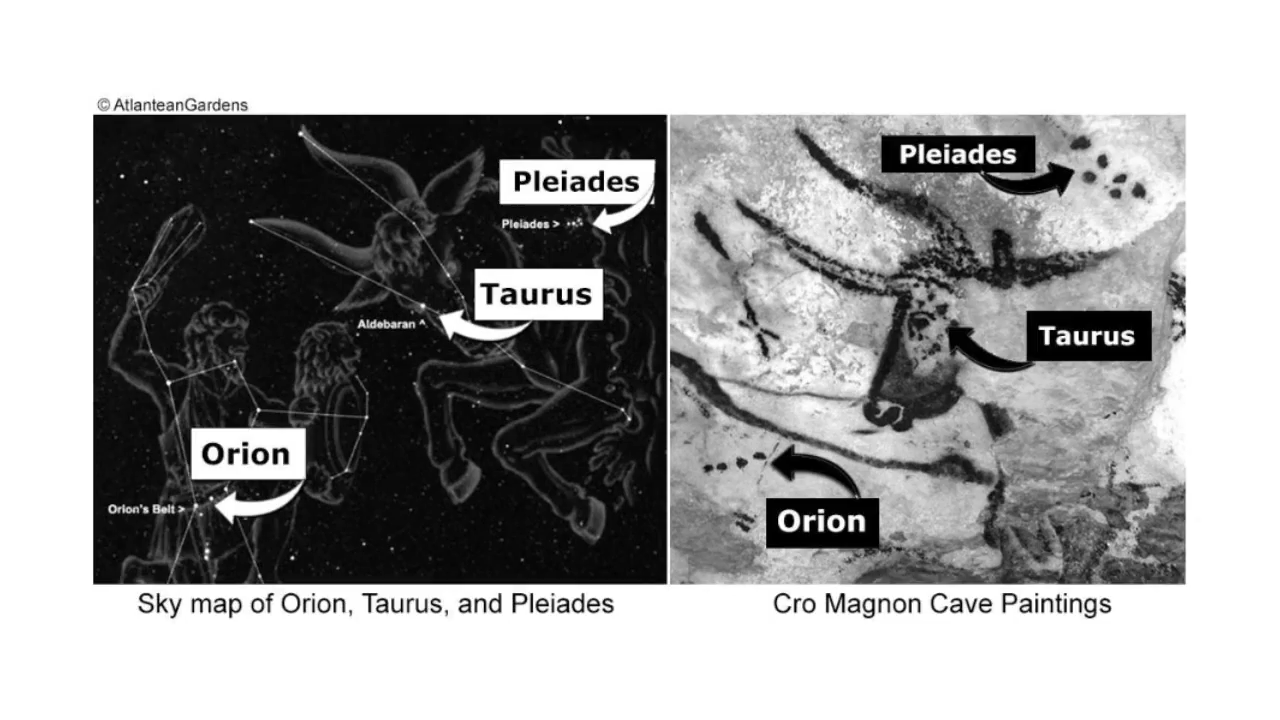 © AtlanteanGardens
Pleiades
Pleiades >
Taurus
Aldebaran ^
Orion
Orion's Belt >
Pleiades
Taurus
Orion
Sky map of Orion, Taurus, and Pleiades
Cro Magnon Cave Paintings